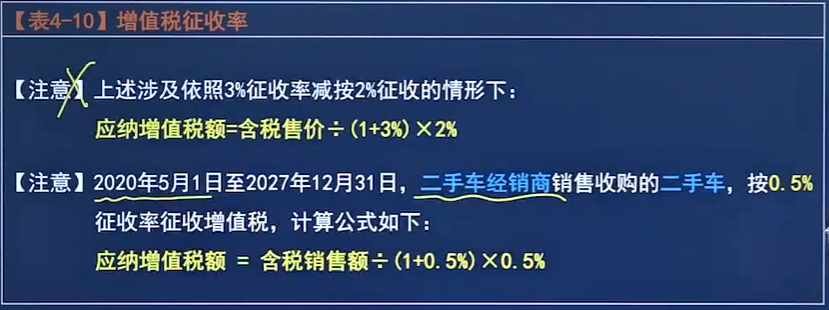 【表4-10】增值税征收率
【注意】上述涉及依照3%征收率减按2%征收的情形下：
应纳增值税额=含税售价÷(1+3%)×2%
【注意】2020年5月1日至2027年12月31日，二手车经销商销售收购的二手车，按0.5%
征收率征收增值税，计算公式如下：
应纳增值税额 = 含税销售额÷(1+0.5%)×0.5%